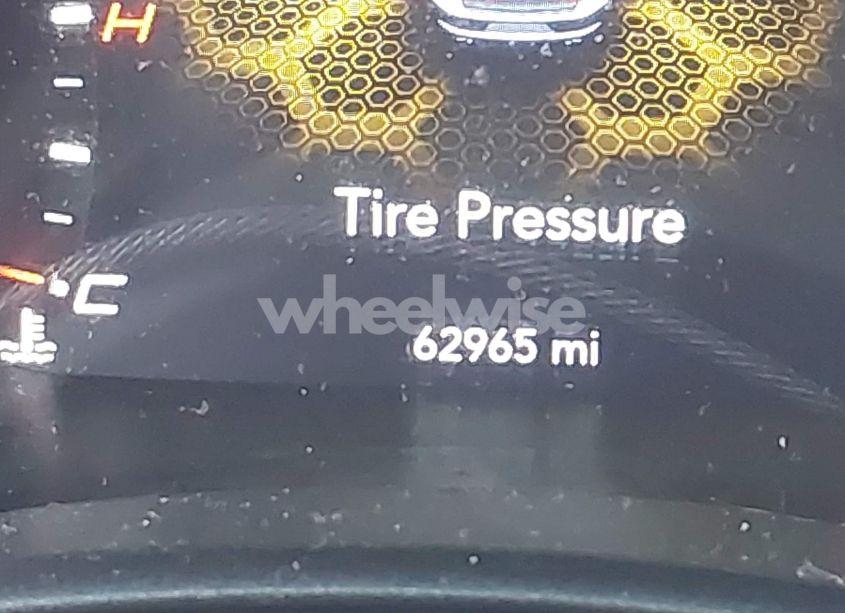 H
Tire Pressure
C
wheelwise
62965 mi